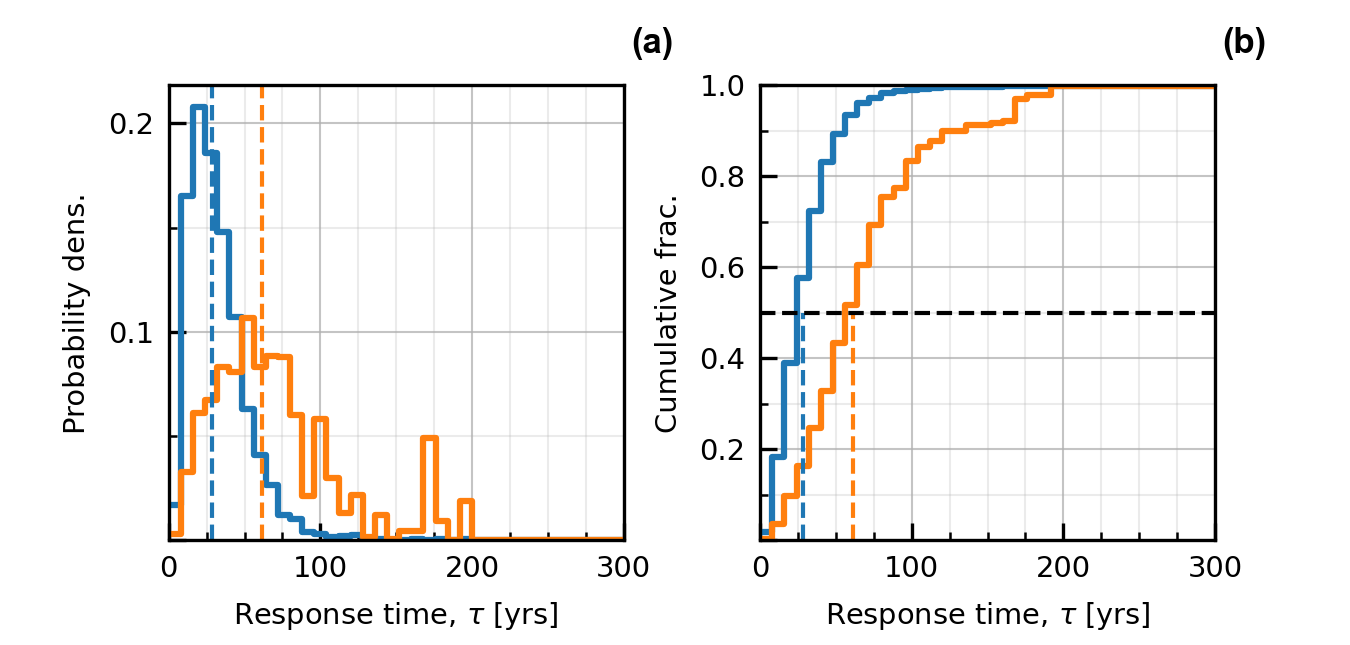 (a)
0.2
0.1
Probability dens.
0
100
200
300
Response time, τ [yrs]
(b)
1.0
0.8
0.6
0.4
0.2
Cumulative frac.
0
100
200
300
Response time, τ [yrs]